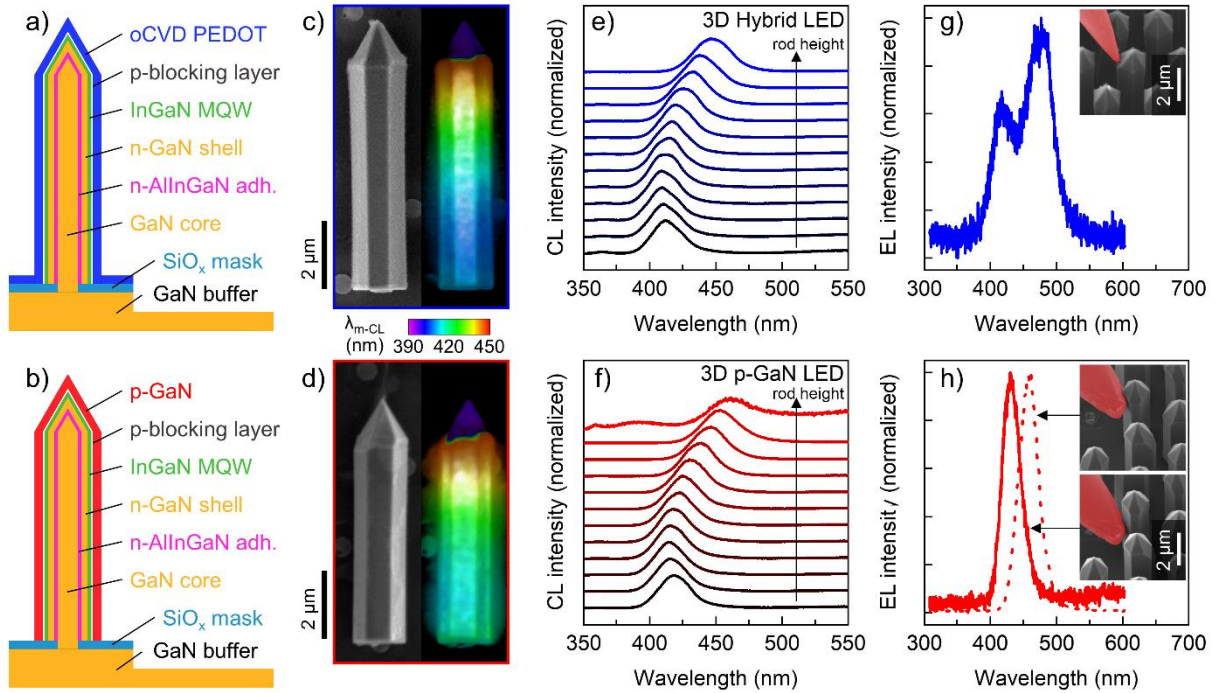 a)
oCVD PEDOT
p-blocking layer
InGaN MQW
n-GaN shell
n-AlInGaN adh.
GaN core
SiOx mask
GaN buffer
c)
2 µm
λm-CL
(nm)
390 420 450
e)
3D Hybrid LED
rod height
CL intensity (normalized)
350 400 450 500 550
Wavelength (nm)
g)
2 µm
EL intensity (normalized)
300 400 500 600 700
Wavelength (nm)
b)
p-GaN
p-blocking layer
InGaN MQW
n-GaN shell
n-AlInGaN adh.
GaN core
SiOx mask
GaN buffer
d)
2 µm
f)
3D p-GaN LED
rod height
CL intensity (normalized)
350 400 450 500 550
Wavelength (nm)
h)
2 µm
EL intensity (normalized)
300 400 500 600 700
Wavelength (nm)